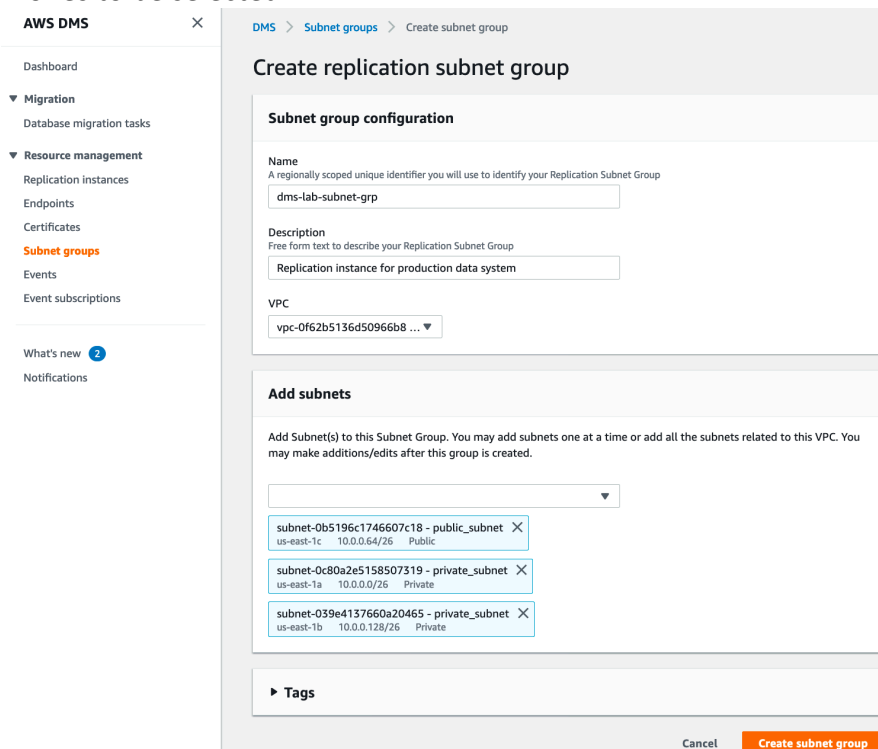 AWS DMS
Dashboard
Migration
Database migration tasks
Resource management
Replication instances
Endpoints
Certificates
Subnet groups
Events
Event subscriptions
What's new 2
Notifications
DMS > Subnet groups > Create subnet group
Create replication subnet group
Subnet group configuration
Name
A regionally scoped unique identifier you will use to identify your Replication Subnet Group
dms-lab-subnet-grp
Description
Free form text to describe your Replication Subnet Group
Replication instance for production data system
VPC
vpc-0f62b5136d50966b8 ...
Add subnets
Add Subnet(s) to this Subnet Group. You may add subnets one at a time or add all the subnets related to this VPC. You
may make additions/edits after this group is created.
subnet-0b5196c1746607c18 - public_subnet
us-east-1c 10.0.0.64/26 Public
subnet-0c80a2e5158507319 - private_subnet
us-east-1a 10.0.0.0/26 Private
subnet-039e4137660a20465 - private_subnet
us-east-1b 10.0.0.128/26 Private
Tags
Cancel Create subnet group